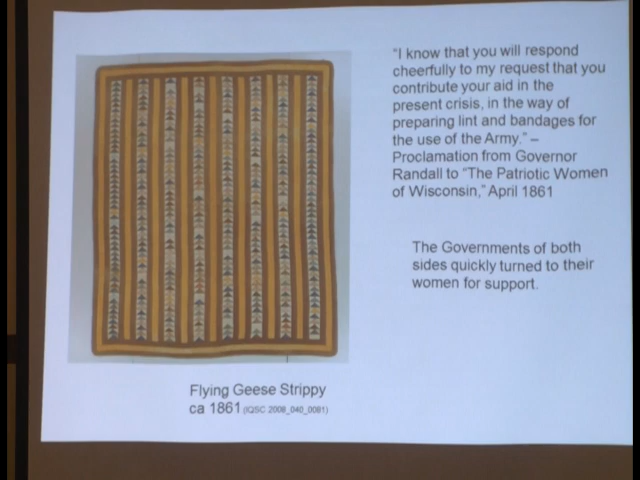 “I know that you will respond
cheerfully to my request that you
contribute your aid in the
present crisis, in the way of
preparing lint and bandages for
the use of the Army.” –
Proclamation from Governor
Randall to “The Patriotic Women
of Wisconsin,” April 1861
The Governments of both
sides quickly turned to their
women for support.
Flying Geese Strippy
ca 1861 (IQSC 2008_040_0081)